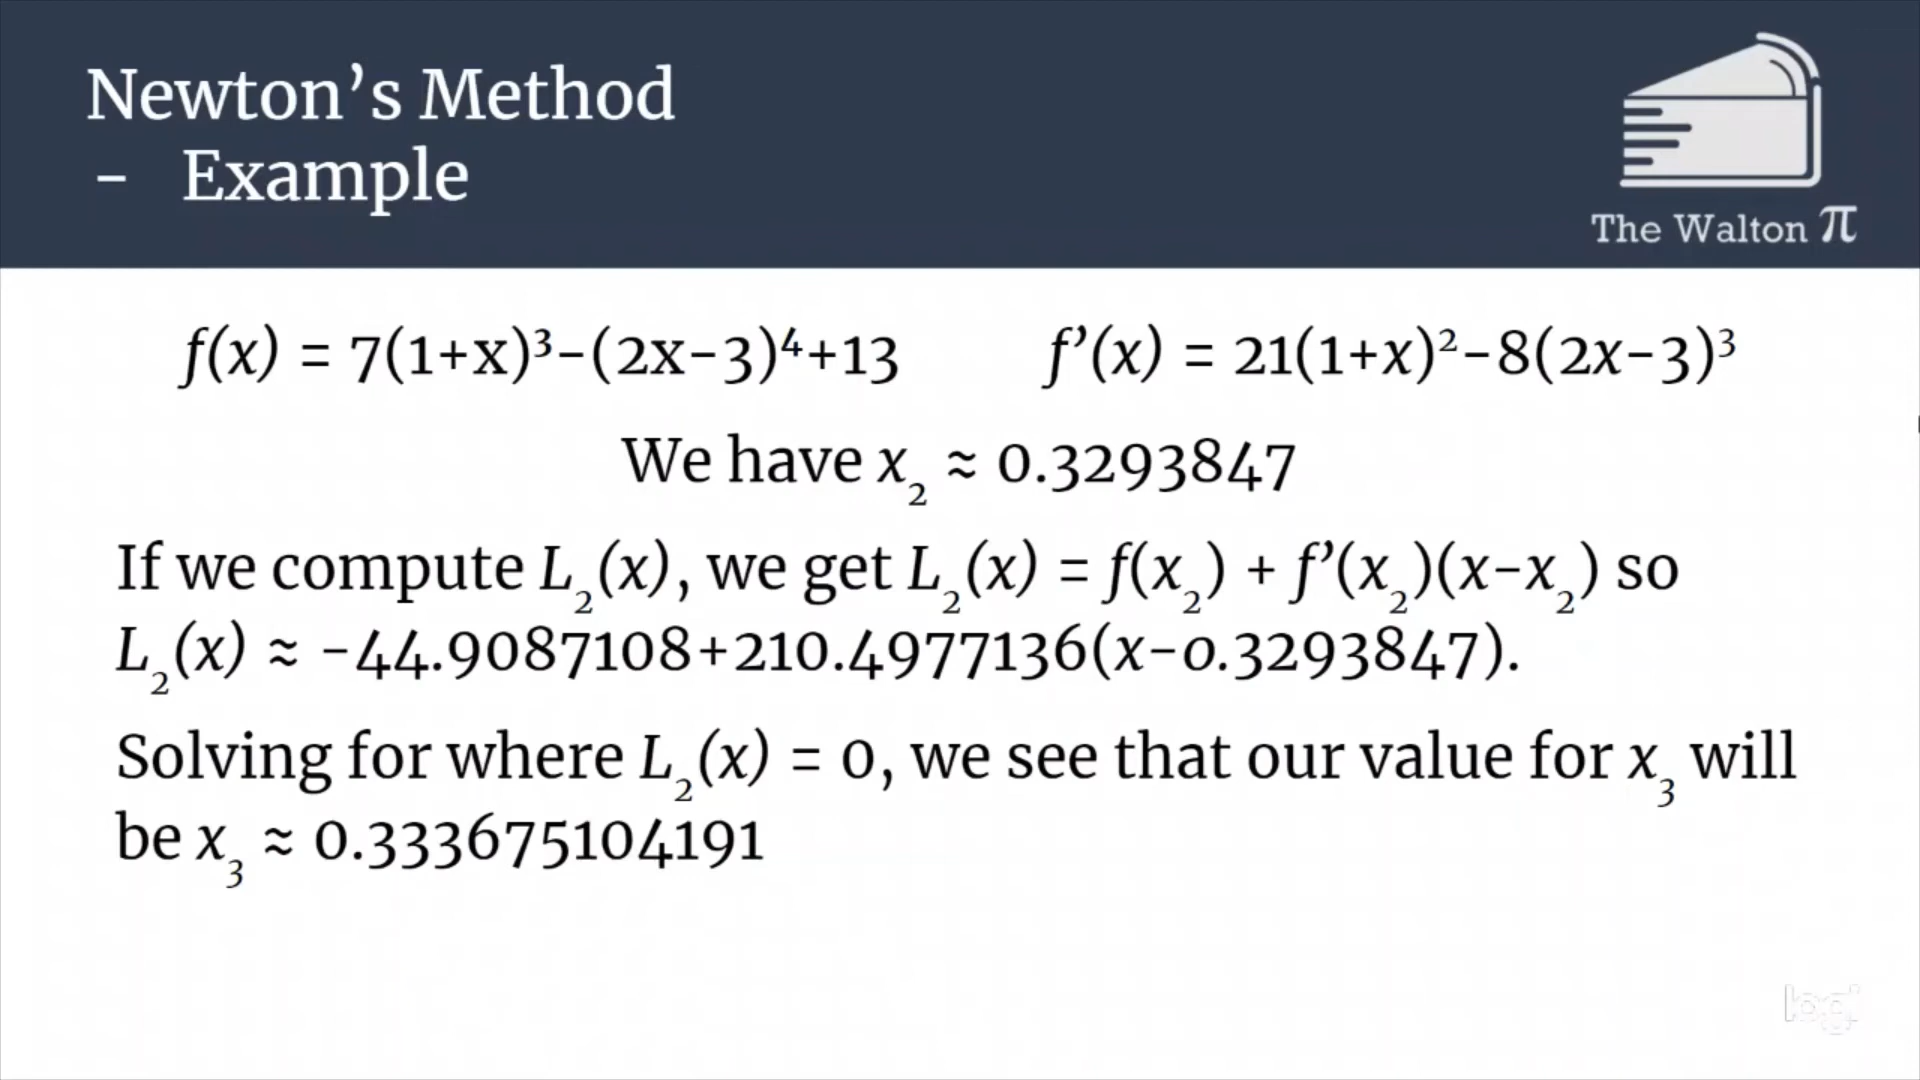 Newton’s Method
- Example
The Walton π
f(x) = 7(1+x)³-(2x-3)⁴+13 f’(x) = 21(1+x)²-8(2x-3)³
We have x₂ ≈ 0.3293847
If we compute L₂(x), we get L₂(x) = f(x₂) + f’(x₂)(x-x₂) so
L₂(x) ≈ -44.9087108+210.4977136(x-0.3293847).
Solving for where L₂(x) = 0, we see that our value for x₃ will
be x₃ ≈ 0.333675104191
logi